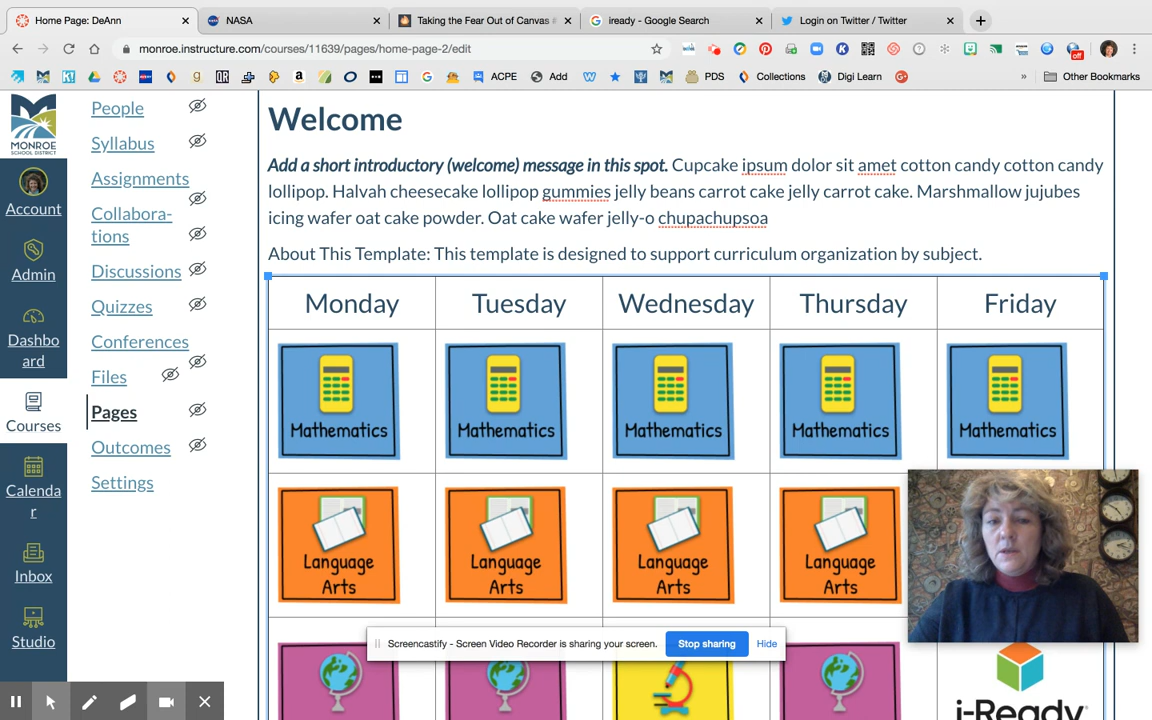 Home Page: DeAnn
NASA
Taking the Fear Out of Canvas
iready - Google Search
Login on Twitter / Twitter
monroe.instructure.com/courses/11639/pages/home-page-2/edit
off
ACPE
Add
PDS
Collections
Digi Learn
»
Other Bookmarks
MONROE
SCHOOL DISTRICT
Account
Admin
Dashbo
ard
Courses
Calenda
r
Inbox
Studio
People
Syllabus
Assignments
Collabora-
tions
Discussions
Quizzes
Conferences
Files
Pages
Outcomes
Settings
Welcome
Add a short introductory (welcome) message in this spot. Cupcake ipsum dolor sit amet cotton candy cotton candy
lollipop. Halvah cheesecake lollipop gummies jelly beans carrot cake jelly carrot cake. Marshmallow jujubes
icing wafer oat cake powder. Oat cake wafer jelly-o chupachupsoa
About This Template: This template is designed to support curriculum organization by subject.
Monday Tuesday Wednesday Thursday Friday
Mathematics Mathematics Mathematics Mathematics Mathematics
Language Language Language Language
Arts Arts Arts Arts
Screencastify - Screen Video Recorder is sharing your screen.
Stop sharing
Hide
i-Ready